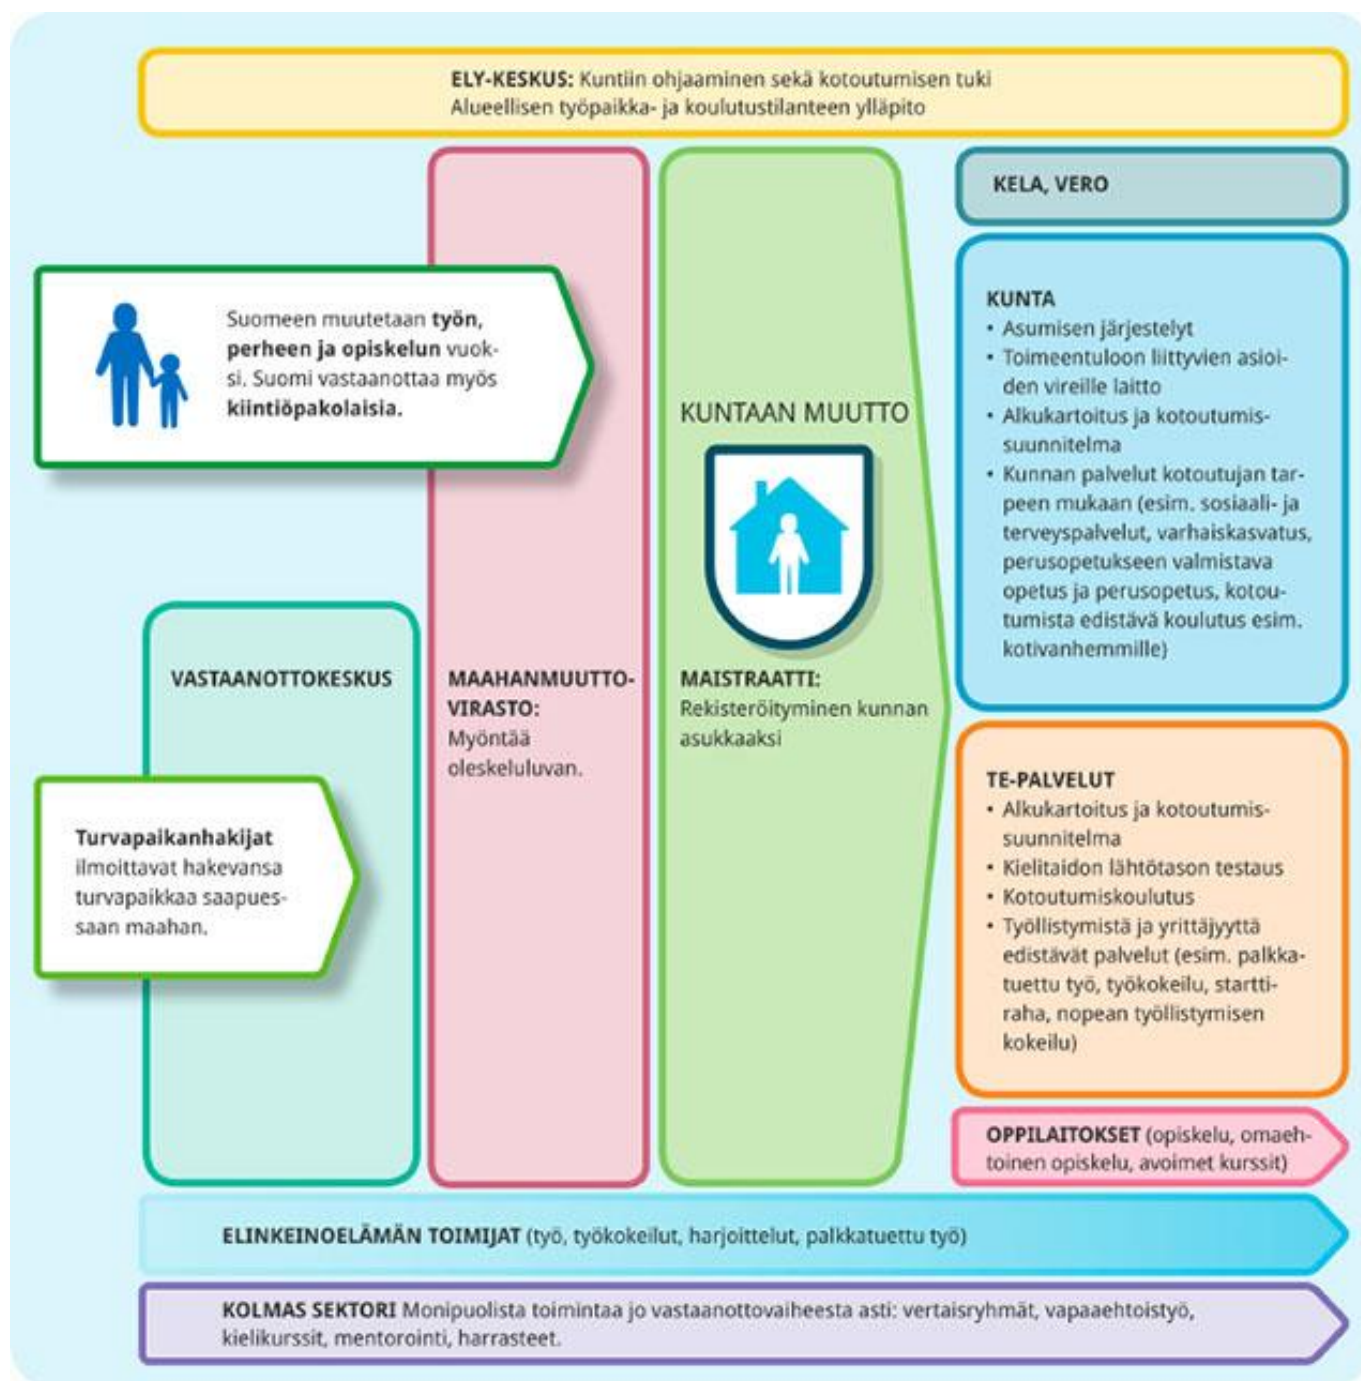 ELY-KESKUS: Kuntiin ohjaaminen sekä kotoutumisen tuki
Alueellisen työpaikka- ja koulutustilanteen ylläpito
Suomeen muutetaan työn,
perheen ja opiskelun vuok-
si. Suomi vastaanottaa myös
kiintiöpakolaisia.
VASTAANOTTOKESKUS
Turvapaikanhakijat
ilmoittavat hakevansa
turvapaikkaa saapues-
saan maahan.
MAAHANMUUTTO-
VIRASTO:
Myöntää
oleskeluluvan.
KUNTAAN MUUTTO
MAISTRAATTI:
Rekisteröityminen kunnan
asukkaaksi
KELA, VERO
KUNTA
• Asumisen järjestelyt
• Toimeentuloon liittyvien asioi-
den vireille laitto
• Alkukartoitus ja kotoutumis-
suunnitelma
• Kunnan palvelut kotoutujan tar-
peen mukaan (esim. sosiaali- ja
terveyspalvelut, varhaiskasvatus,
perusopetukseen valmistava
opetus ja perusopetus, kotou-
tumista edistävä koulutus esim.
kotivanhemmille)
TE-PALVELUT
• Alkukartoitus ja kotoutumis-
suunnitelma
• Kielitaidon lähtötason testaus
• Kotoutumiskoulutus
• Työllistymistä ja yrittäjyyttä
edistävät palvelut (esim. palkka-
tuettu työ, työkokeilu, startti-
raha, nopean työllistymisen
kokeilu)
OPPILAITOKSET (opiskelu, omaeh-
toinen opiskelu, avoimet kurssit)
ELINKEINOELÄMÄN TOIMIJAT (työ, työkokeilut, harjoittelut, palkkatuettu työ)
KOLMAS SEKTORI Monipuolista toimintaa jo vastaanottovaiheesta asti: vertaisryhmät, vapaaehtoistyö,
kielikurssit, mentorointi, harrasteet.